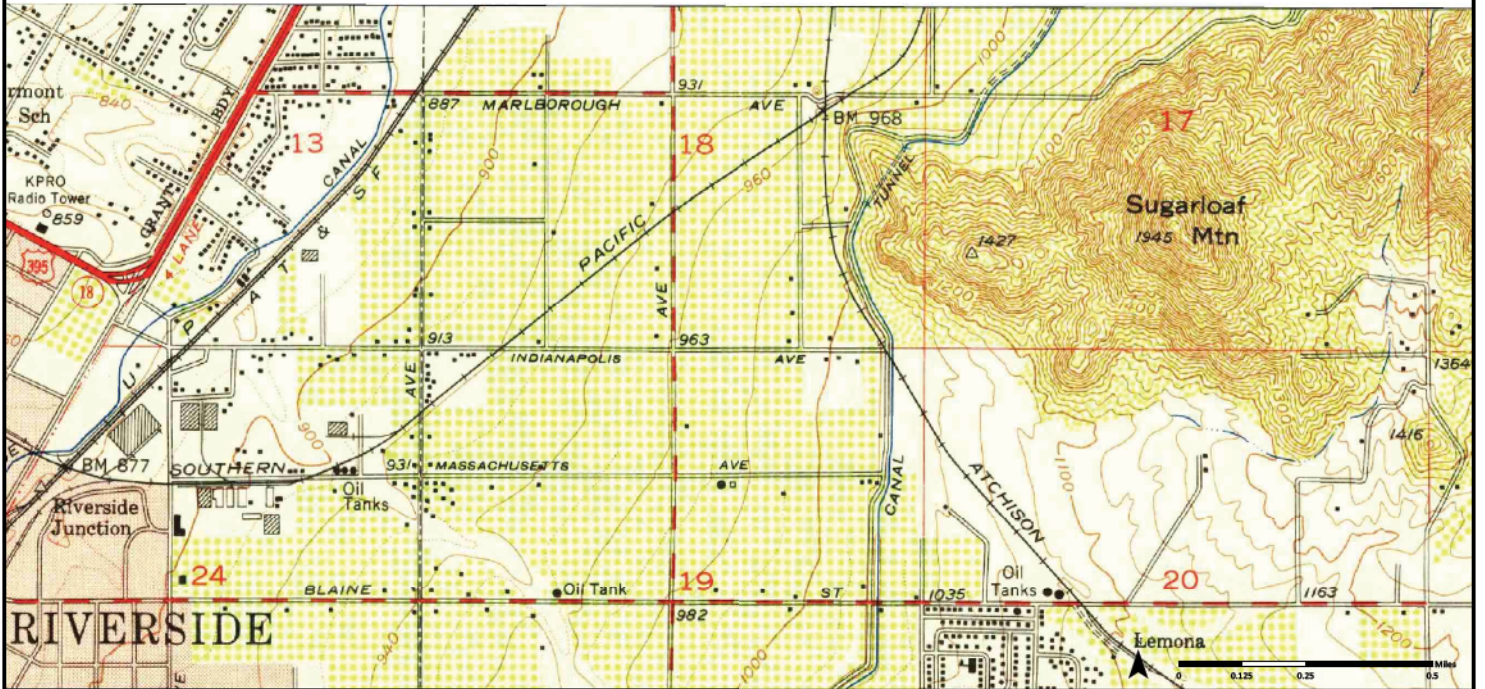 1000
rmont
Sch
840
BDY
887
MARLBOROUGH
AVE
931
BM 968
13
18
17
CANAL
900
960
TUNNEL
KPRO
Radio Tower
859
GRANT
4 LANE
395
18
U P
A T & S F
PACIFIC
AVE
1427
Sugarloaf
1945 Mtn
1600
913
INDIANAPOLIS
963
AVE
1364
AVE
900
1416
BM 877
SOUTHERN
931
MASSACHUSETTS
AVE
Oil
Tanks
CANAL
ATCHISON
1100
Riverside
Junction
24
19
20
BLAINE
Oil Tank
ST
1035
Oil
Tanks
1163
982
RIVERSIDE
940
1000
1200
Lemona
0
0.125
0.25
0.5
Miles